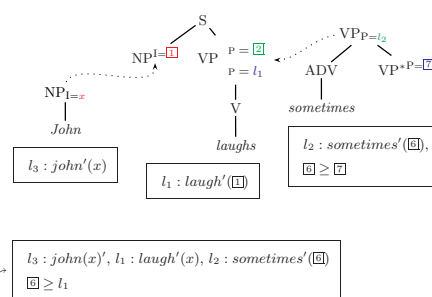 S
NP I=1 VP P = 2 VP P=l₂
P = l₁
NP I=x ADV VP* P=7
V
John sometimes
laughs
l₃ : john′(x) l₂ : sometimes′(6),
l₁ : laugh′(1) 6 ≥ 7
l₃ : john(x)′, l₁ : laugh′(x), l₂ : sometimes′(6)
6 ≥ l₁